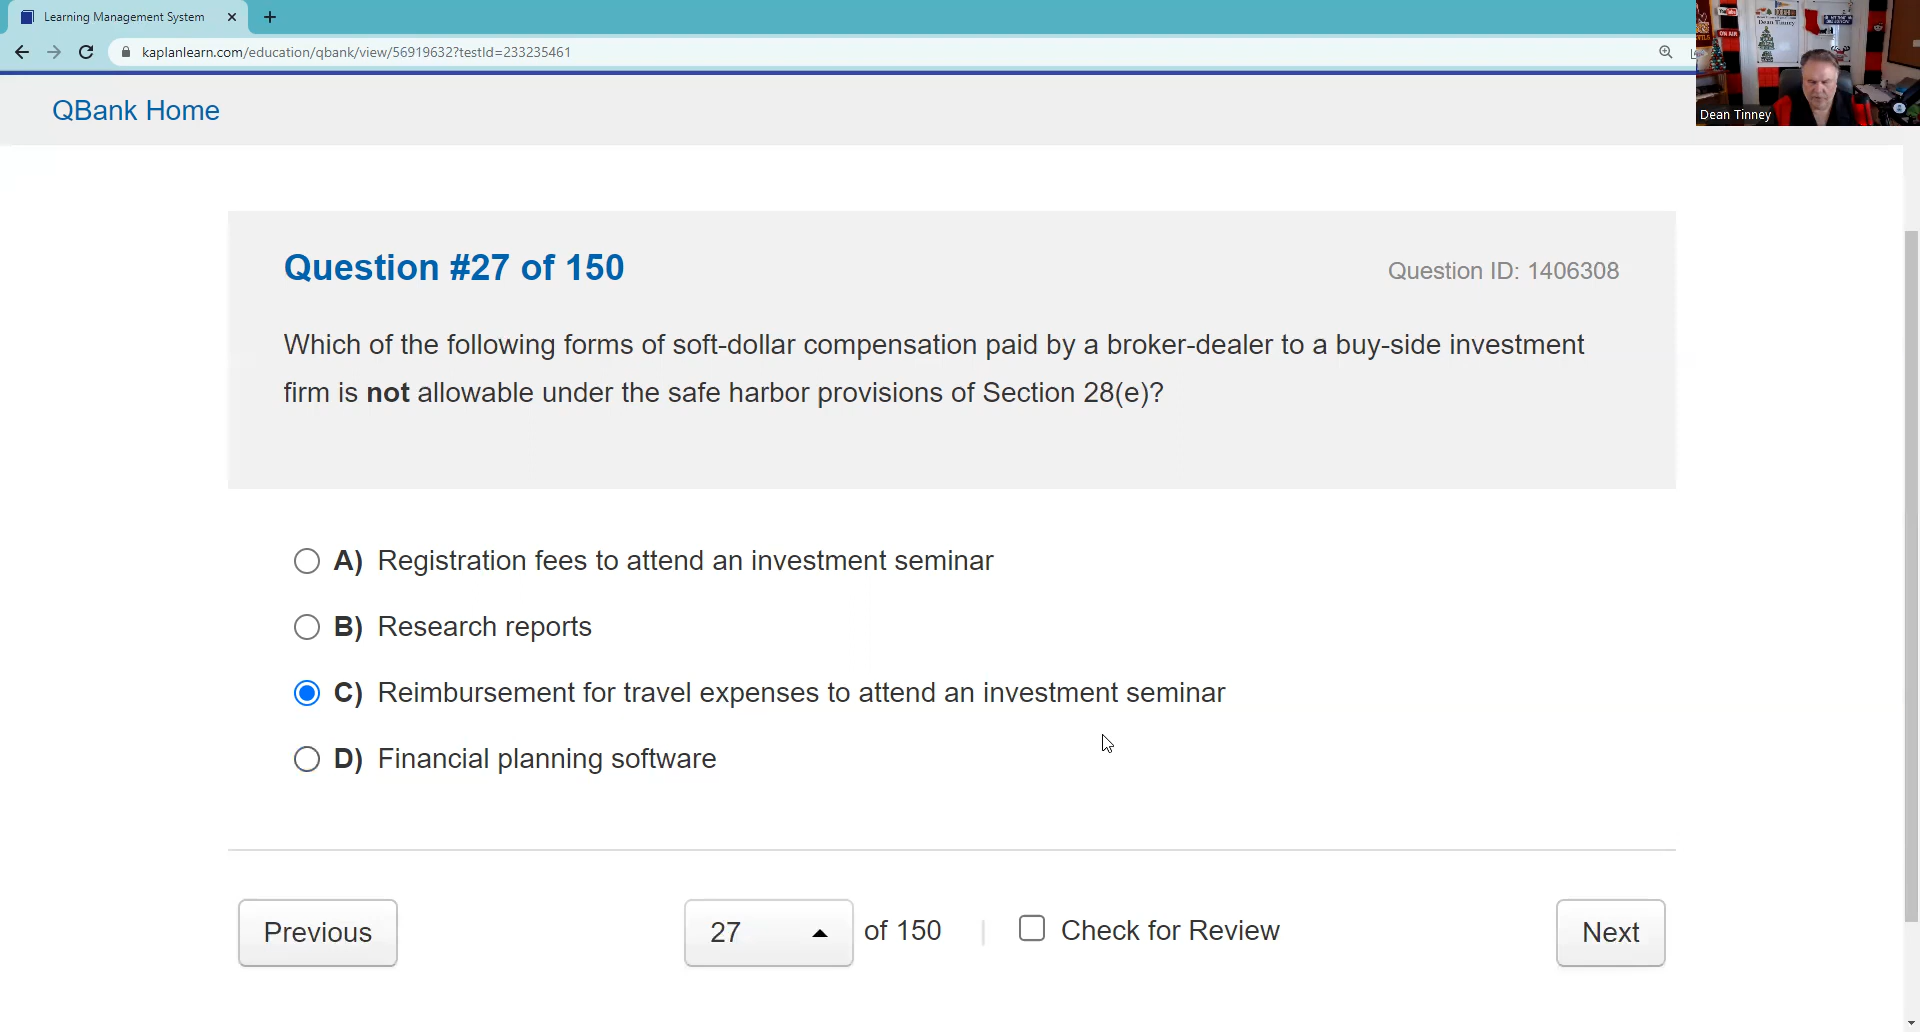 Learning Management System
kaplanlearn.com/education/qbank/view/56919632?testId=233235461
ON AIR
Dean Tinney
Dean Tinney
QBank Home
Question #27 of 150
Question ID: 1406308
Which of the following forms of soft-dollar compensation paid by a broker-dealer to a buy-side investment
firm is not allowable under the safe harbor provisions of Section 28(e)?
A) Registration fees to attend an investment seminar
B) Research reports
C) Reimbursement for travel expenses to attend an investment seminar
D) Financial planning software
Previous
27
of 150
Check for Review
Next